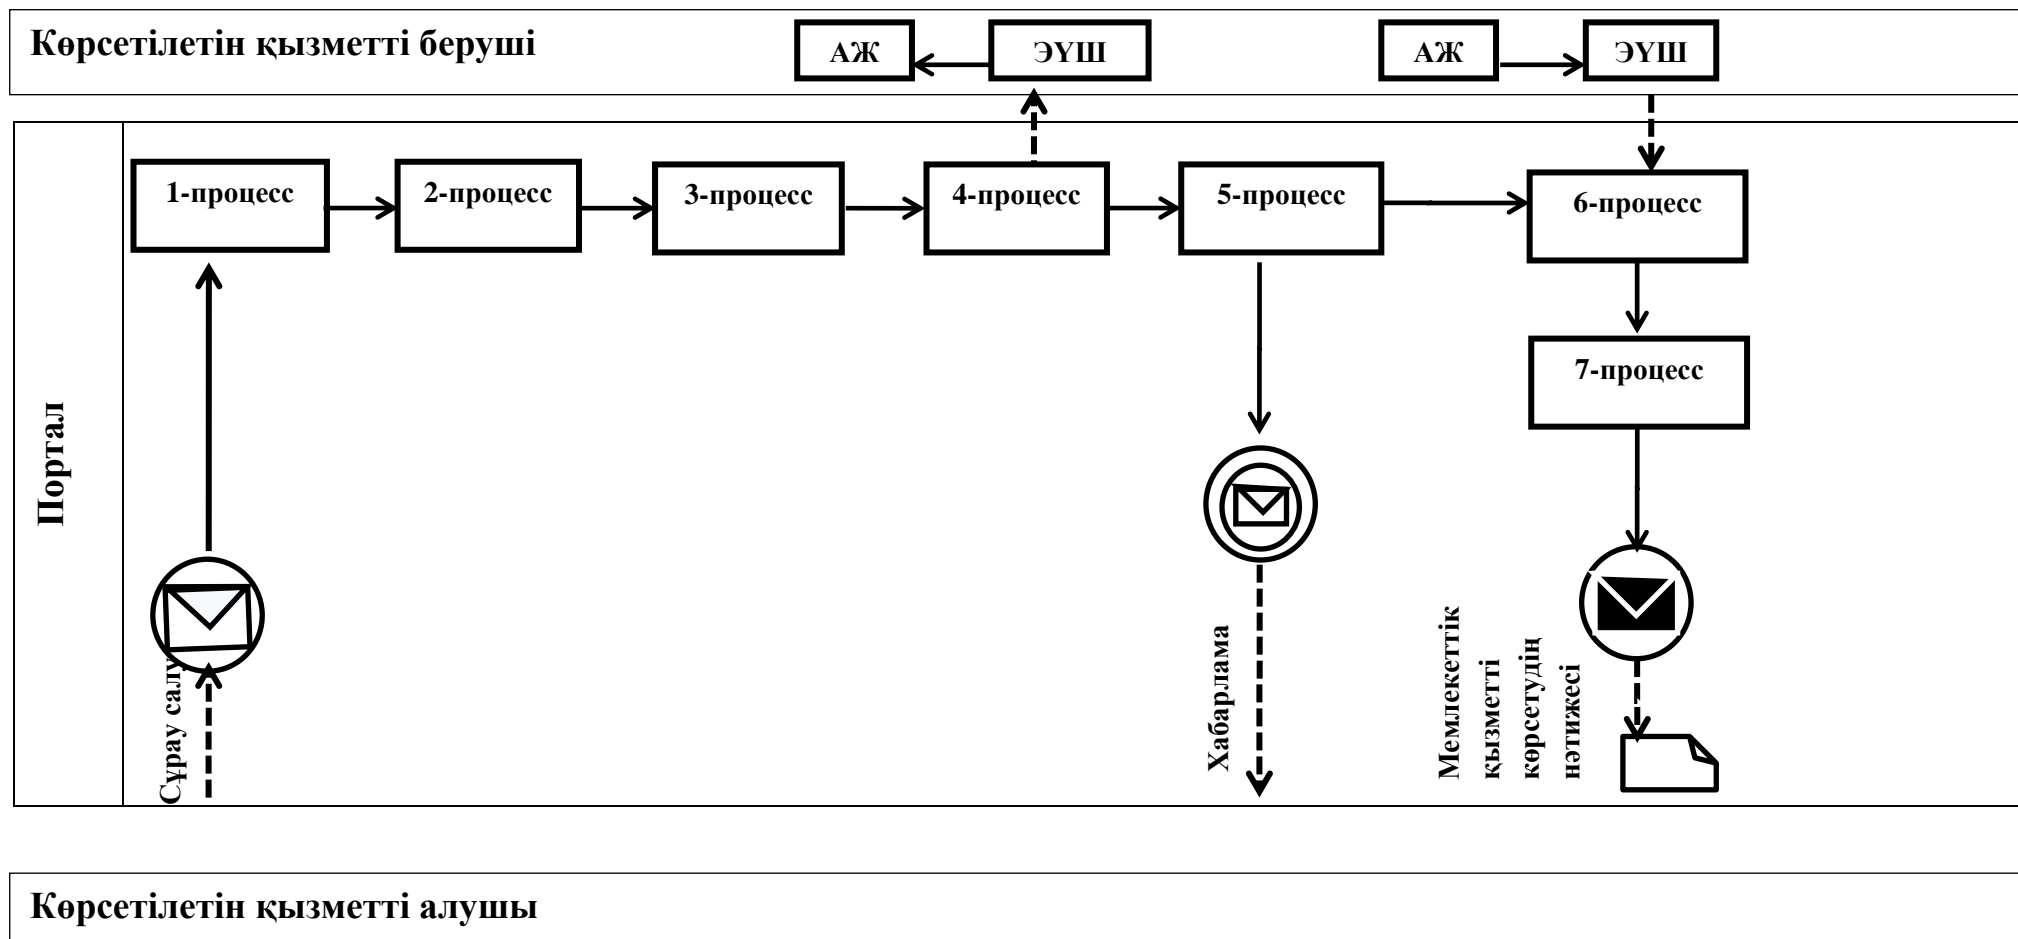 Көрсетілетін қызметті беруші
АЖ
ЭҮШ
АЖ
ЭҮШ
Портал
1-процесс
2-процесс
3-процесс
4-процесс
5-процесс
6-процесс
7-процесс
Сұрау салу
Хабарлама
Мемлекеттік
қызметті
көрсетудің
нәтижесі
Көрсетілетін қызметті алушы